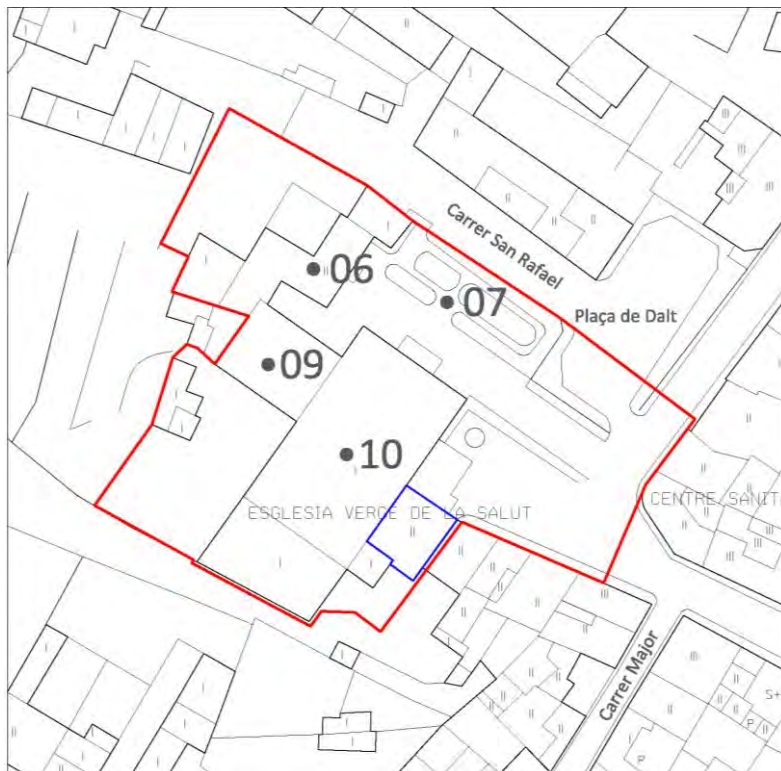 Carrer San Rafael
06
07
Plaça de Dalt
09
10
ESGLESIA VERGE DE LA SALUT
CENTRE SANIT
Carrer Major
S+
P
P